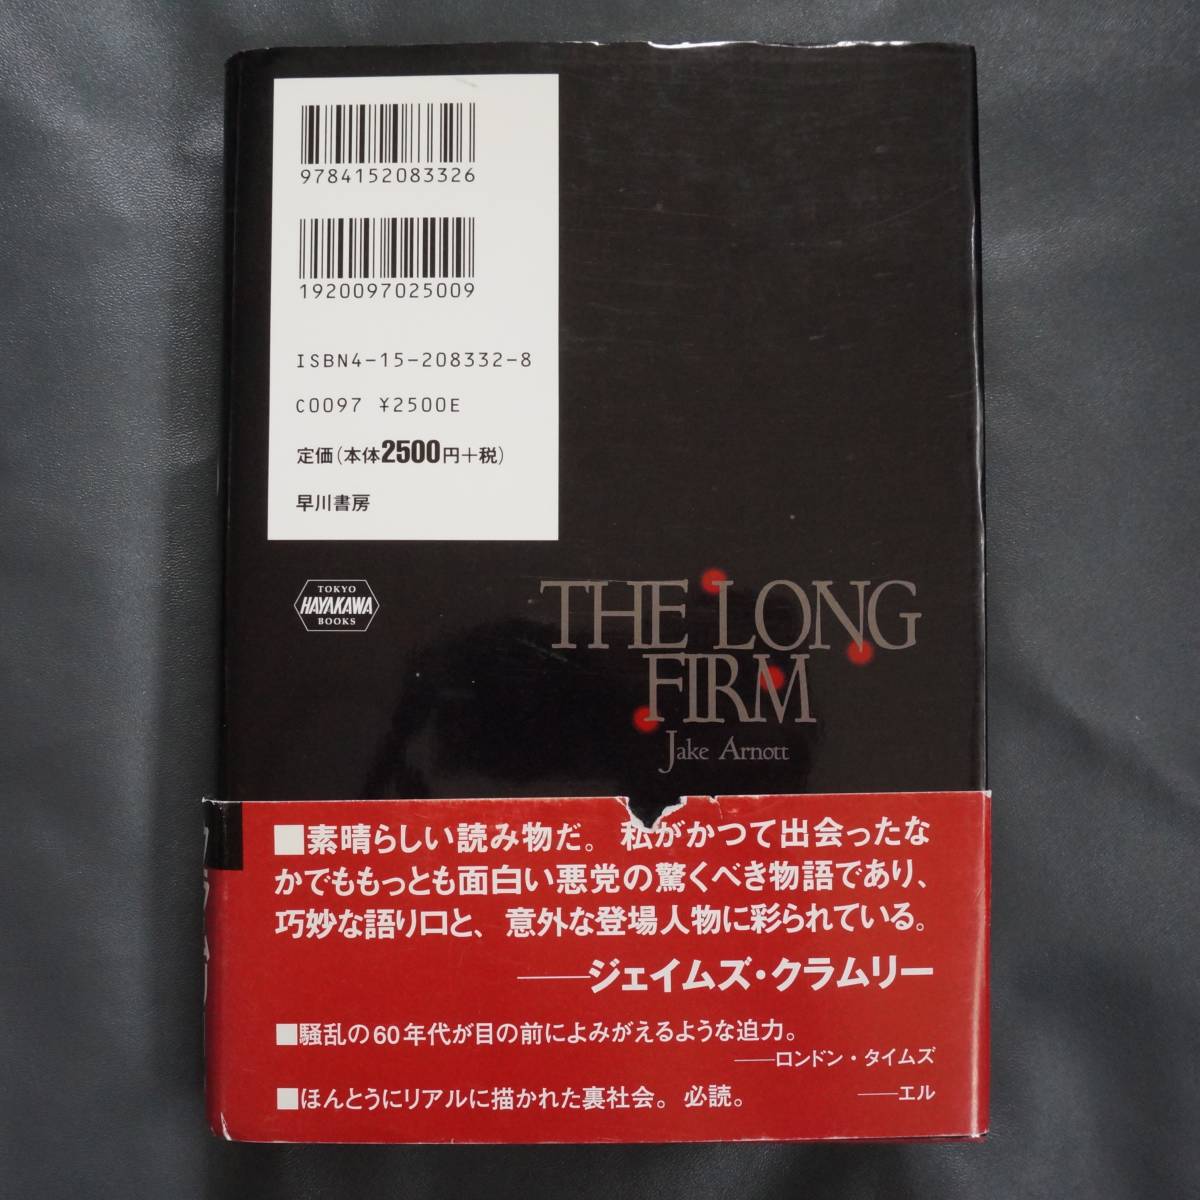 9784152083326
1920097025009
ISBN4-15-208332-8
C0097 ¥2500E
定価(本体2500円+税)
早川書房
TOKYO
HAYAKAWA
BOOKS
THE LONG
FIRM
Jake Arnott
■素晴らしい読み物だ。私がかつて出会ったな
かでももっとも面白い悪党の驚くべき物語であり、
巧妙な語り口と、意外な登場人物に彩られている。
——ジェイムズ・クラムリー
■騒乱の60年代が目の前によみがえるような迫力。
——ロンドン・タイムズ
■ほんとうにリアルに描かれた裏社会。必読。 ——エル